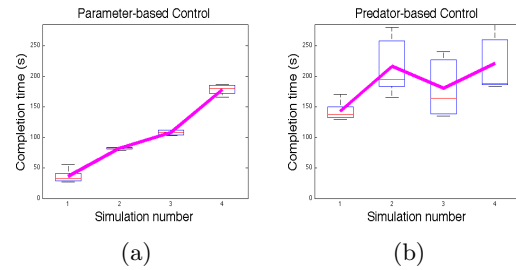 Parameter-based Control
Completion time (s)
250
200
150
100
50
0
1 2 3 4
Simulation number
(a)
Predator-based Control
Completion time (s)
250
200
150
100
50
0
1 2 3 4
Simulation number
(b)